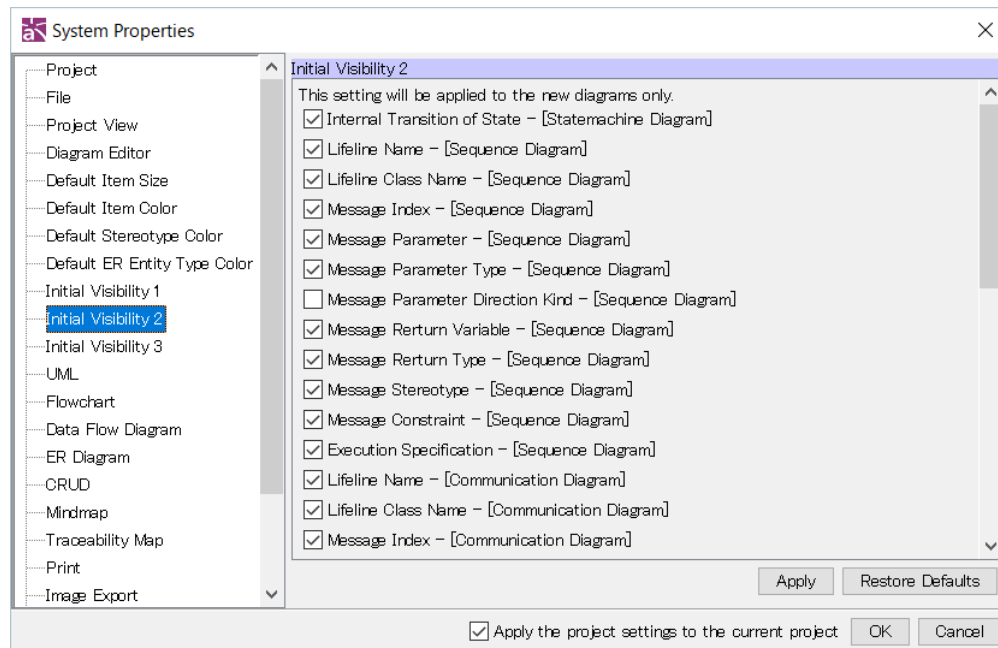 System Properties
Project
File
Project View
Diagram Editor
Default Item Size
Default Item Color
Default Stereotype Color
Default ER Entity Type Color
Initial Visibility 1
Initial Visibility 2
Initial Visibility 3
UML
Flowchart
Data Flow Diagram
ER Diagram
CRUD
Mindmap
Traceability Map
Print
Image Export
Initial Visibility 2
This setting will be applied to the new diagrams only.
Internal Transition of State - [Statemachine Diagram]
Lifeline Name - [Sequence Diagram]
Lifeline Class Name - [Sequence Diagram]
Message Index - [Sequence Diagram]
Message Parameter - [Sequence Diagram]
Message Parameter Type - [Sequence Diagram]
Message Parameter Direction Kind - [Sequence Diagram]
Message Rerturn Variable - [Sequence Diagram]
Message Rerturn Type - [Sequence Diagram]
Message Stereotype - [Sequence Diagram]
Message Constraint - [Sequence Diagram]
Execution Specification - [Sequence Diagram]
Lifeline Name - [Communication Diagram]
Lifeline Class Name - [Communication Diagram]
Message Index - [Communication Diagram]
Apply Restore Defaults
Apply the project settings to the current project OK Cancel